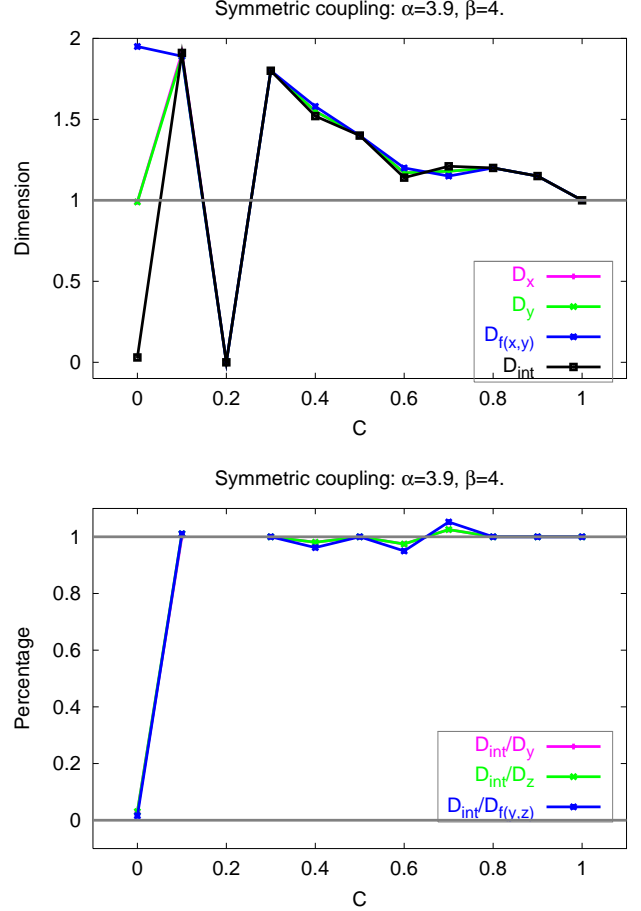 Symmetric coupling: α=3.9, β=4.
2
1.5
1
0.5
0
Dimension
D_x
D_y
D_f(x,y)
D_int
0 0.2 0.4 0.6 0.8 1
C
Symmetric coupling: α=3.9, β=4.
1
0.8
0.6
0.4
0.2
0
Percentage
D_int/D_y
D_int/D_z
D_int/D_f(y,z)
0 0.2 0.4 0.6 0.8 1
C